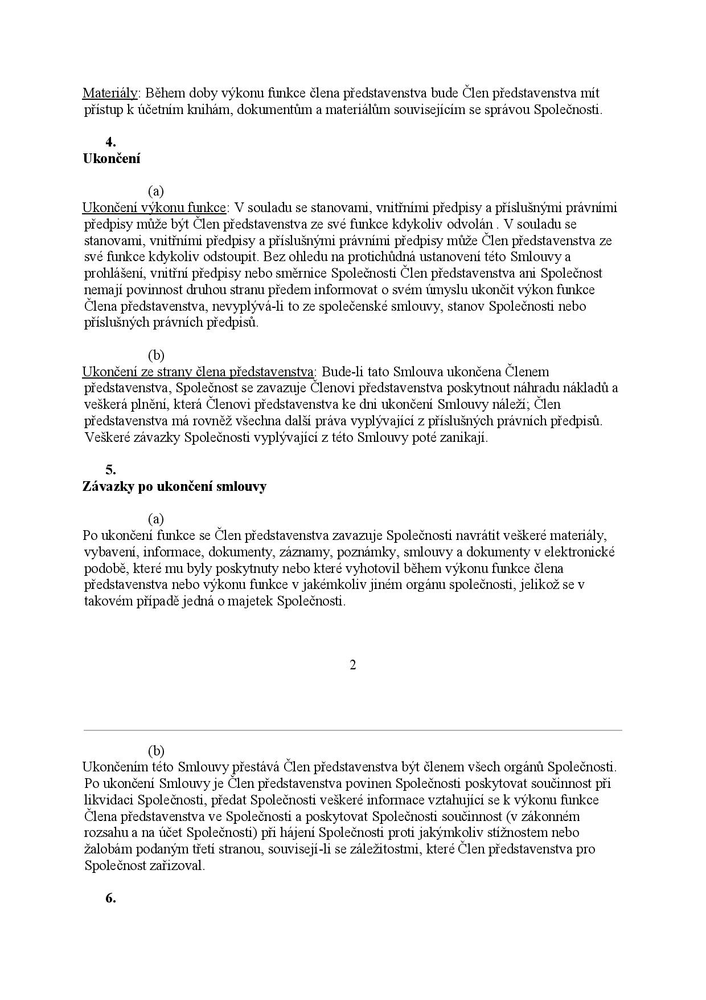 Materiály: Během doby výkonu funkce člena představenstva bude Člen představenstva mít
přístup k účetním knihám, dokumentům a materiálům souvisejícím se správou Společnosti.
4.
Ukončení
(a)
Ukončení výkonu funkce: V souladu se stanovami, vnitřními předpisy a příslušnými právními
předpisy může být Člen představenstva ze své funkce kdykoliv odvolán . V souladu se
stanovami, vnitřními předpisy a příslušnými právními předpisy může Člen představenstva ze
své funkce kdykoliv odstoupit. Bez ohledu na protichůdná ustanovení této Smlouvy a
prohlášení, vnitřní předpisy nebo směrnice Společnosti Člen představenstva ani Společnost
nemají povinnost druhou stranu předem informovat o svém úmyslu ukončit výkon funkce
Člena představenstva, nevyplývá-li to ze společenské smlouvy, stanov Společnosti nebo
příslušných právních předpisů.
(b)
Ukončení ze strany člena představenstva: Bude-li tato Smlouva ukončena Členem
představenstva, Společnost se zavazuje Členovi představenstva poskytnout náhradu nákladů a
veškerá plnění, která Členovi představenstva ke dni ukončení Smlouvy náleží; Člen
představenstva má rovněž všechna další práva vyplývající z příslušných právních předpisů.
Veškeré závazky Společnosti vyplývající z této Smlouvy poté zanikají.
5.
Závazky po ukončení smlouvy
(a)
Po ukončení funkce se Člen představenstva zavazuje Společnosti navrátit veškeré materiály,
vybavení, informace, dokumenty, záznamy, poznámky, smlouvy a dokumenty v elektronické
podobě, které mu byly poskytnuty nebo které vyhotovil během výkonu funkce člena
představenstva nebo výkonu funkce v jakémkoliv jiném orgánu společnosti, jelikož se v
takovém případě jedná o majetek Společnosti.
2
(b)
Ukončením této Smlouvy přestává Člen představenstva být členem všech orgánů Společnosti.
Po ukončení Smlouvy je Člen představenstva povinen Společnosti poskytovat součinnost při
likvidaci Společnosti, předat Společnosti veškeré informace vztahující se k výkonu funkce
Člena představenstva ve Společnosti a poskytovat Společnosti součinnost (v zákonném
rozsahu a na účet Společnosti) při hájení Společnosti proti jakýmkoliv stížnostem nebo
žalobám podaným třetí stranou, souvisejí-li se záležitostmi, které Člen představenstva pro
Společnost zařizoval.
6.